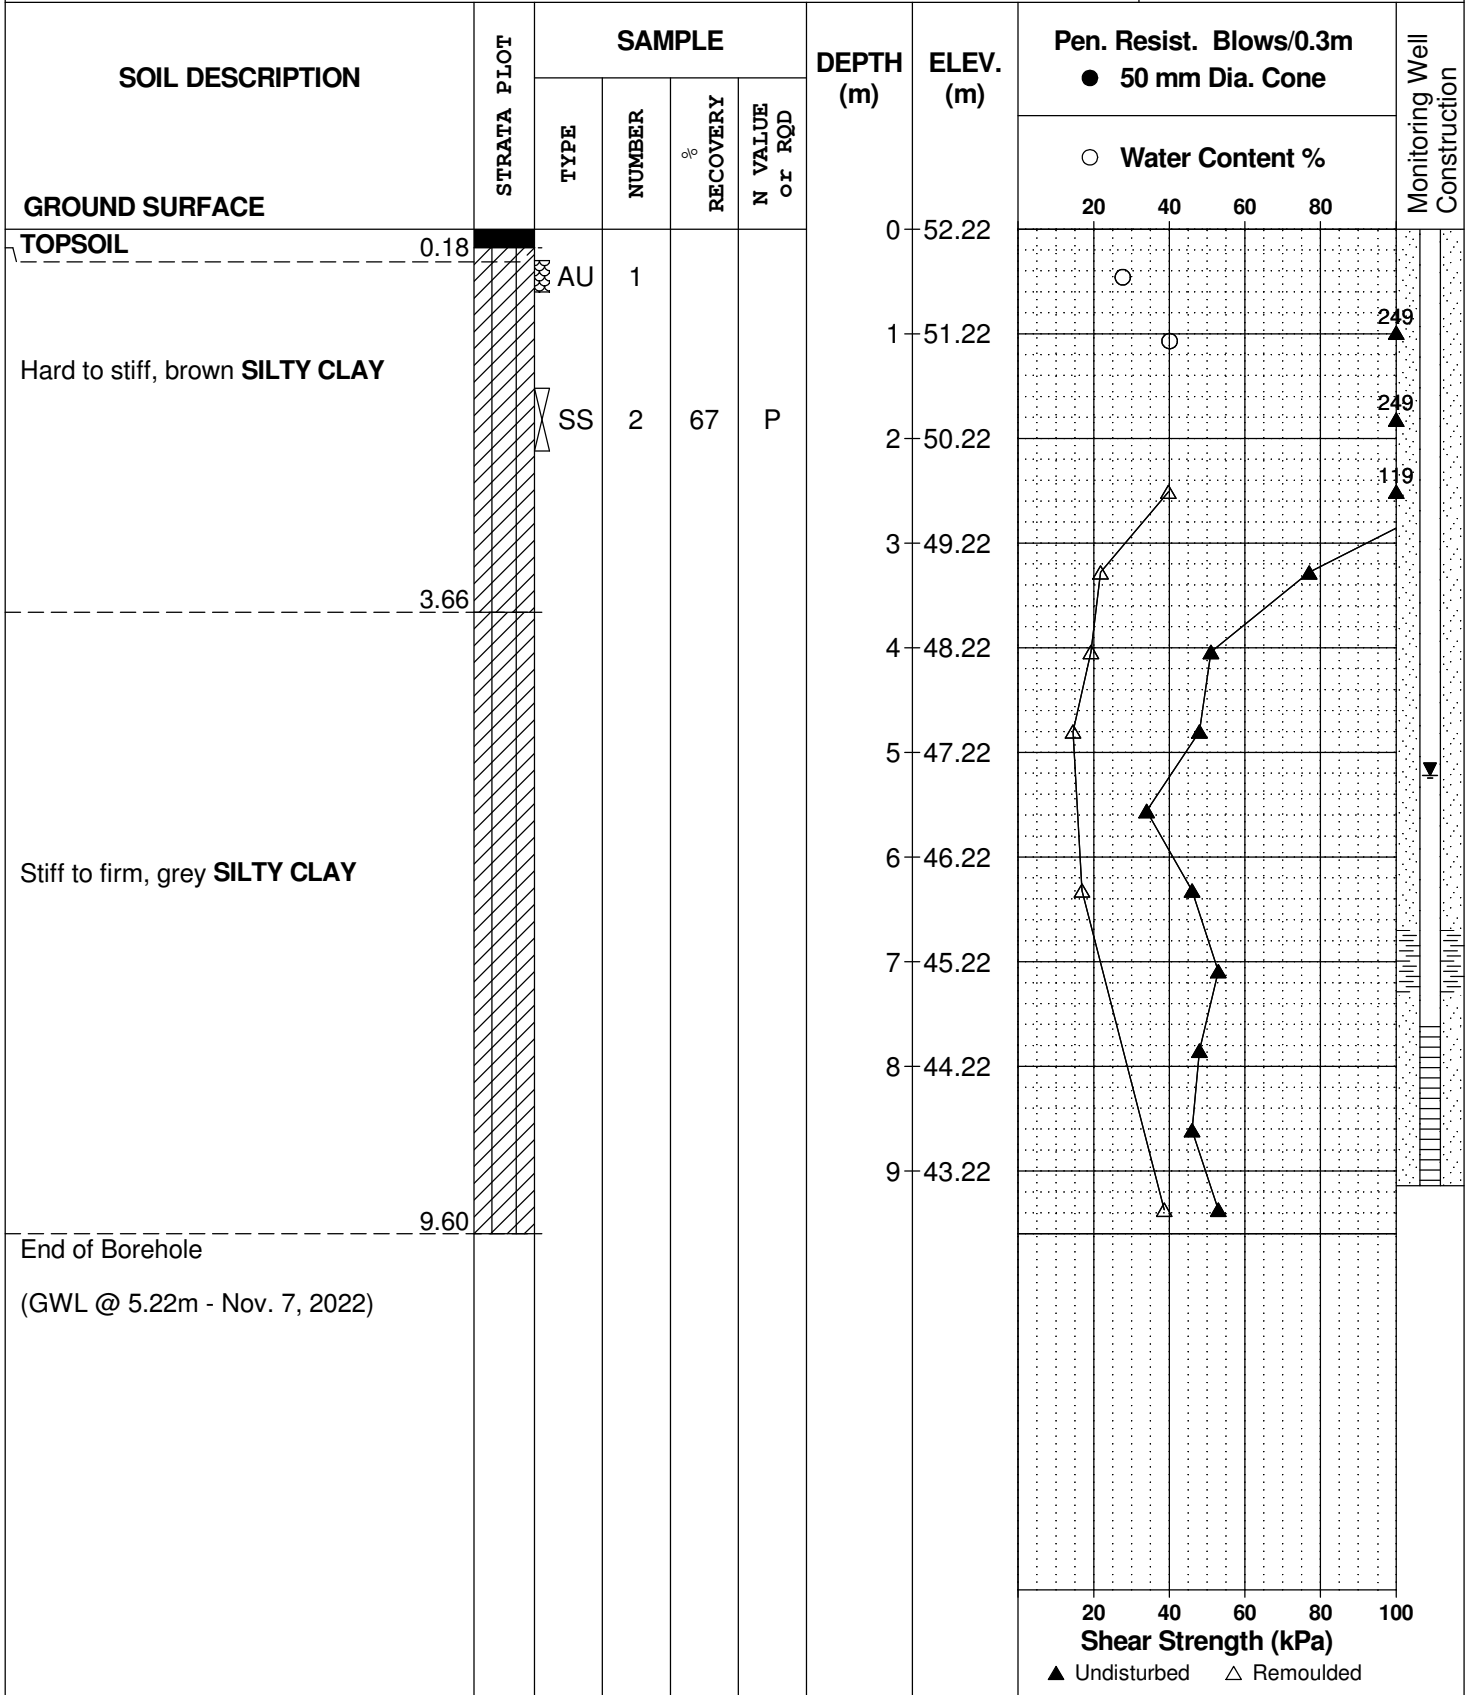 SOIL DESCRIPTION
GROUND SURFACE
STRATA PLOT
SAMPLE
TYPE
NUMBER
%
RECOVERY
N VALUE
or RQD
DEPTH
(m)
ELEV.
(m)
Pen. Resist. Blows/0.3m
● 50 mm Dia. Cone
○ Water Content %
20 40 60 80
Monitoring Well
Construction
TOPSOIL 0.18
0 52.22
AU 1
249
1 51.22
Hard to stiff, brown SILTY CLAY
249
SS 2 67 P
2 50.22
119
3 49.22
3.66
4 48.22
5 47.22
6 46.22
Stiff to firm, grey SILTY CLAY
7 45.22
8 44.22
9 43.22
9.60
End of Borehole
(GWL @ 5.22m - Nov. 7, 2022)
20 40 60 80 100
Shear Strength (kPa)
▲ Undisturbed △ Remoulded